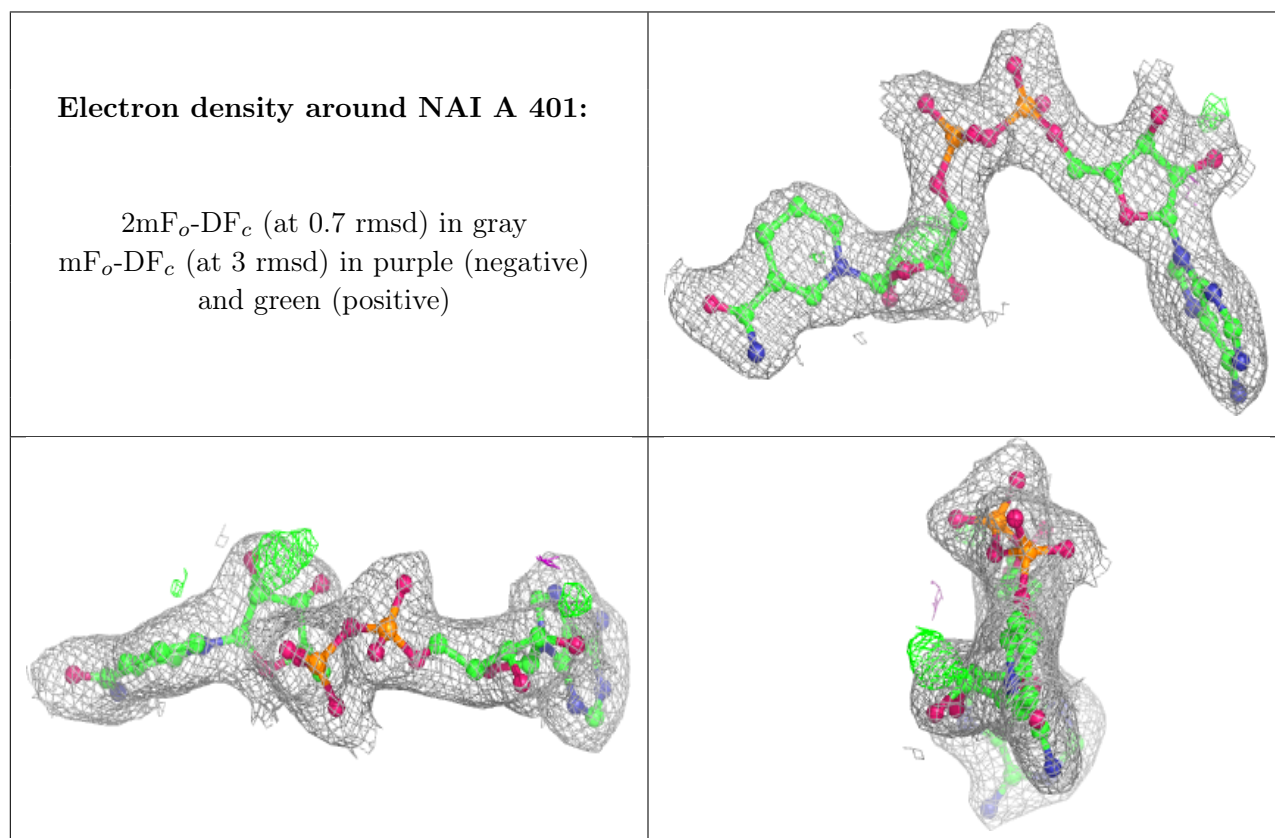 Electron density around NAI A 401:
2mFo-DFc (at 0.7 rmsd) in gray
mFo-DFc (at 3 rmsd) in purple (negative)
and green (positive)